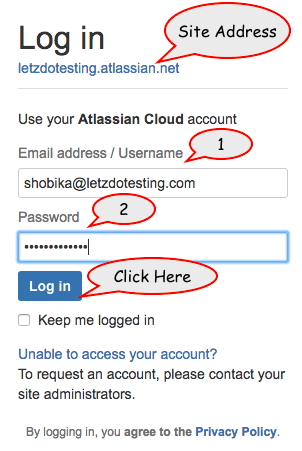 Log in
Site Address
letzdotesting.atlassian.net
Use your Atlassian Cloud account
Email address / Username
1
shobika@letzdotesting.com
Password
2
•••••••••••••
Log in
Click Here
Keep me logged in
Unable to access your account?
To request an account, please contact your
site administrators.
By logging in, you agree to the Privacy Policy.